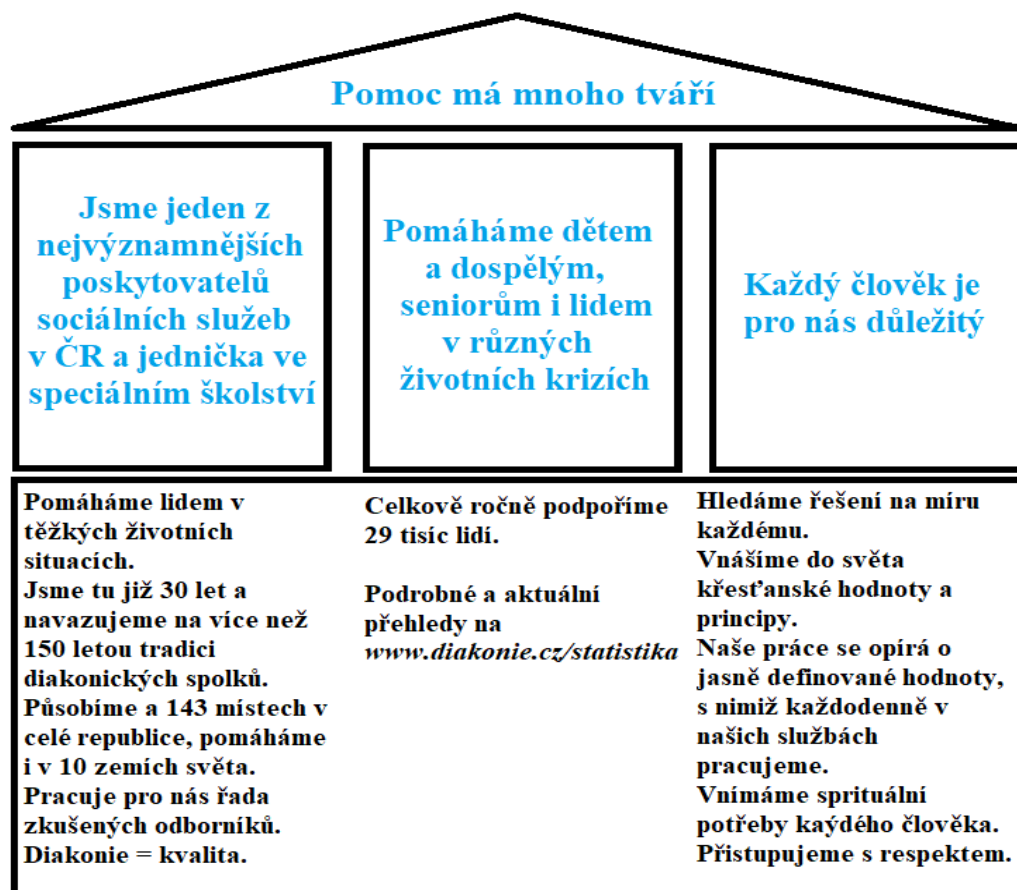 Pomoc má mnoho tváří
Jsme jeden z
nejvýznamnějších
poskytovatelů
sociálních služeb
v ČR a jednička ve
speciálním školství
Pomáháme dětem
a dospělým,
seniorům i lidem
v různých
životních krizích
Každý člověk je
pro nás důležitý
Pomáháme lidem v
těžkých životních
situacích.
Jsme tu již 30 let a
navazujeme na více než
150 letou tradici
diakonických spolků.
Působíme a 143 místech v
celé republice, pomáháme
i v 10 zemích světa.
Pracuje pro nás řada
zkušených odborníků.
Diakonie = kvalita.
Celkově ročně podpoříme
29 tisíc lidí.
Podrobné a aktuální
přehledy na
www.diakonie.cz/statistika
Hledáme řešení na míru
každému.
Vnášíme do světa
křesťanské hodnoty a
principy.
Naše práce se opírá o
jasně definované hodnoty,
s nimiž každodenně v
našich službách
pracujeme.
Vnímáme sprituální
potřeby kaýdého člověka.
Přistupujeme s respektem.